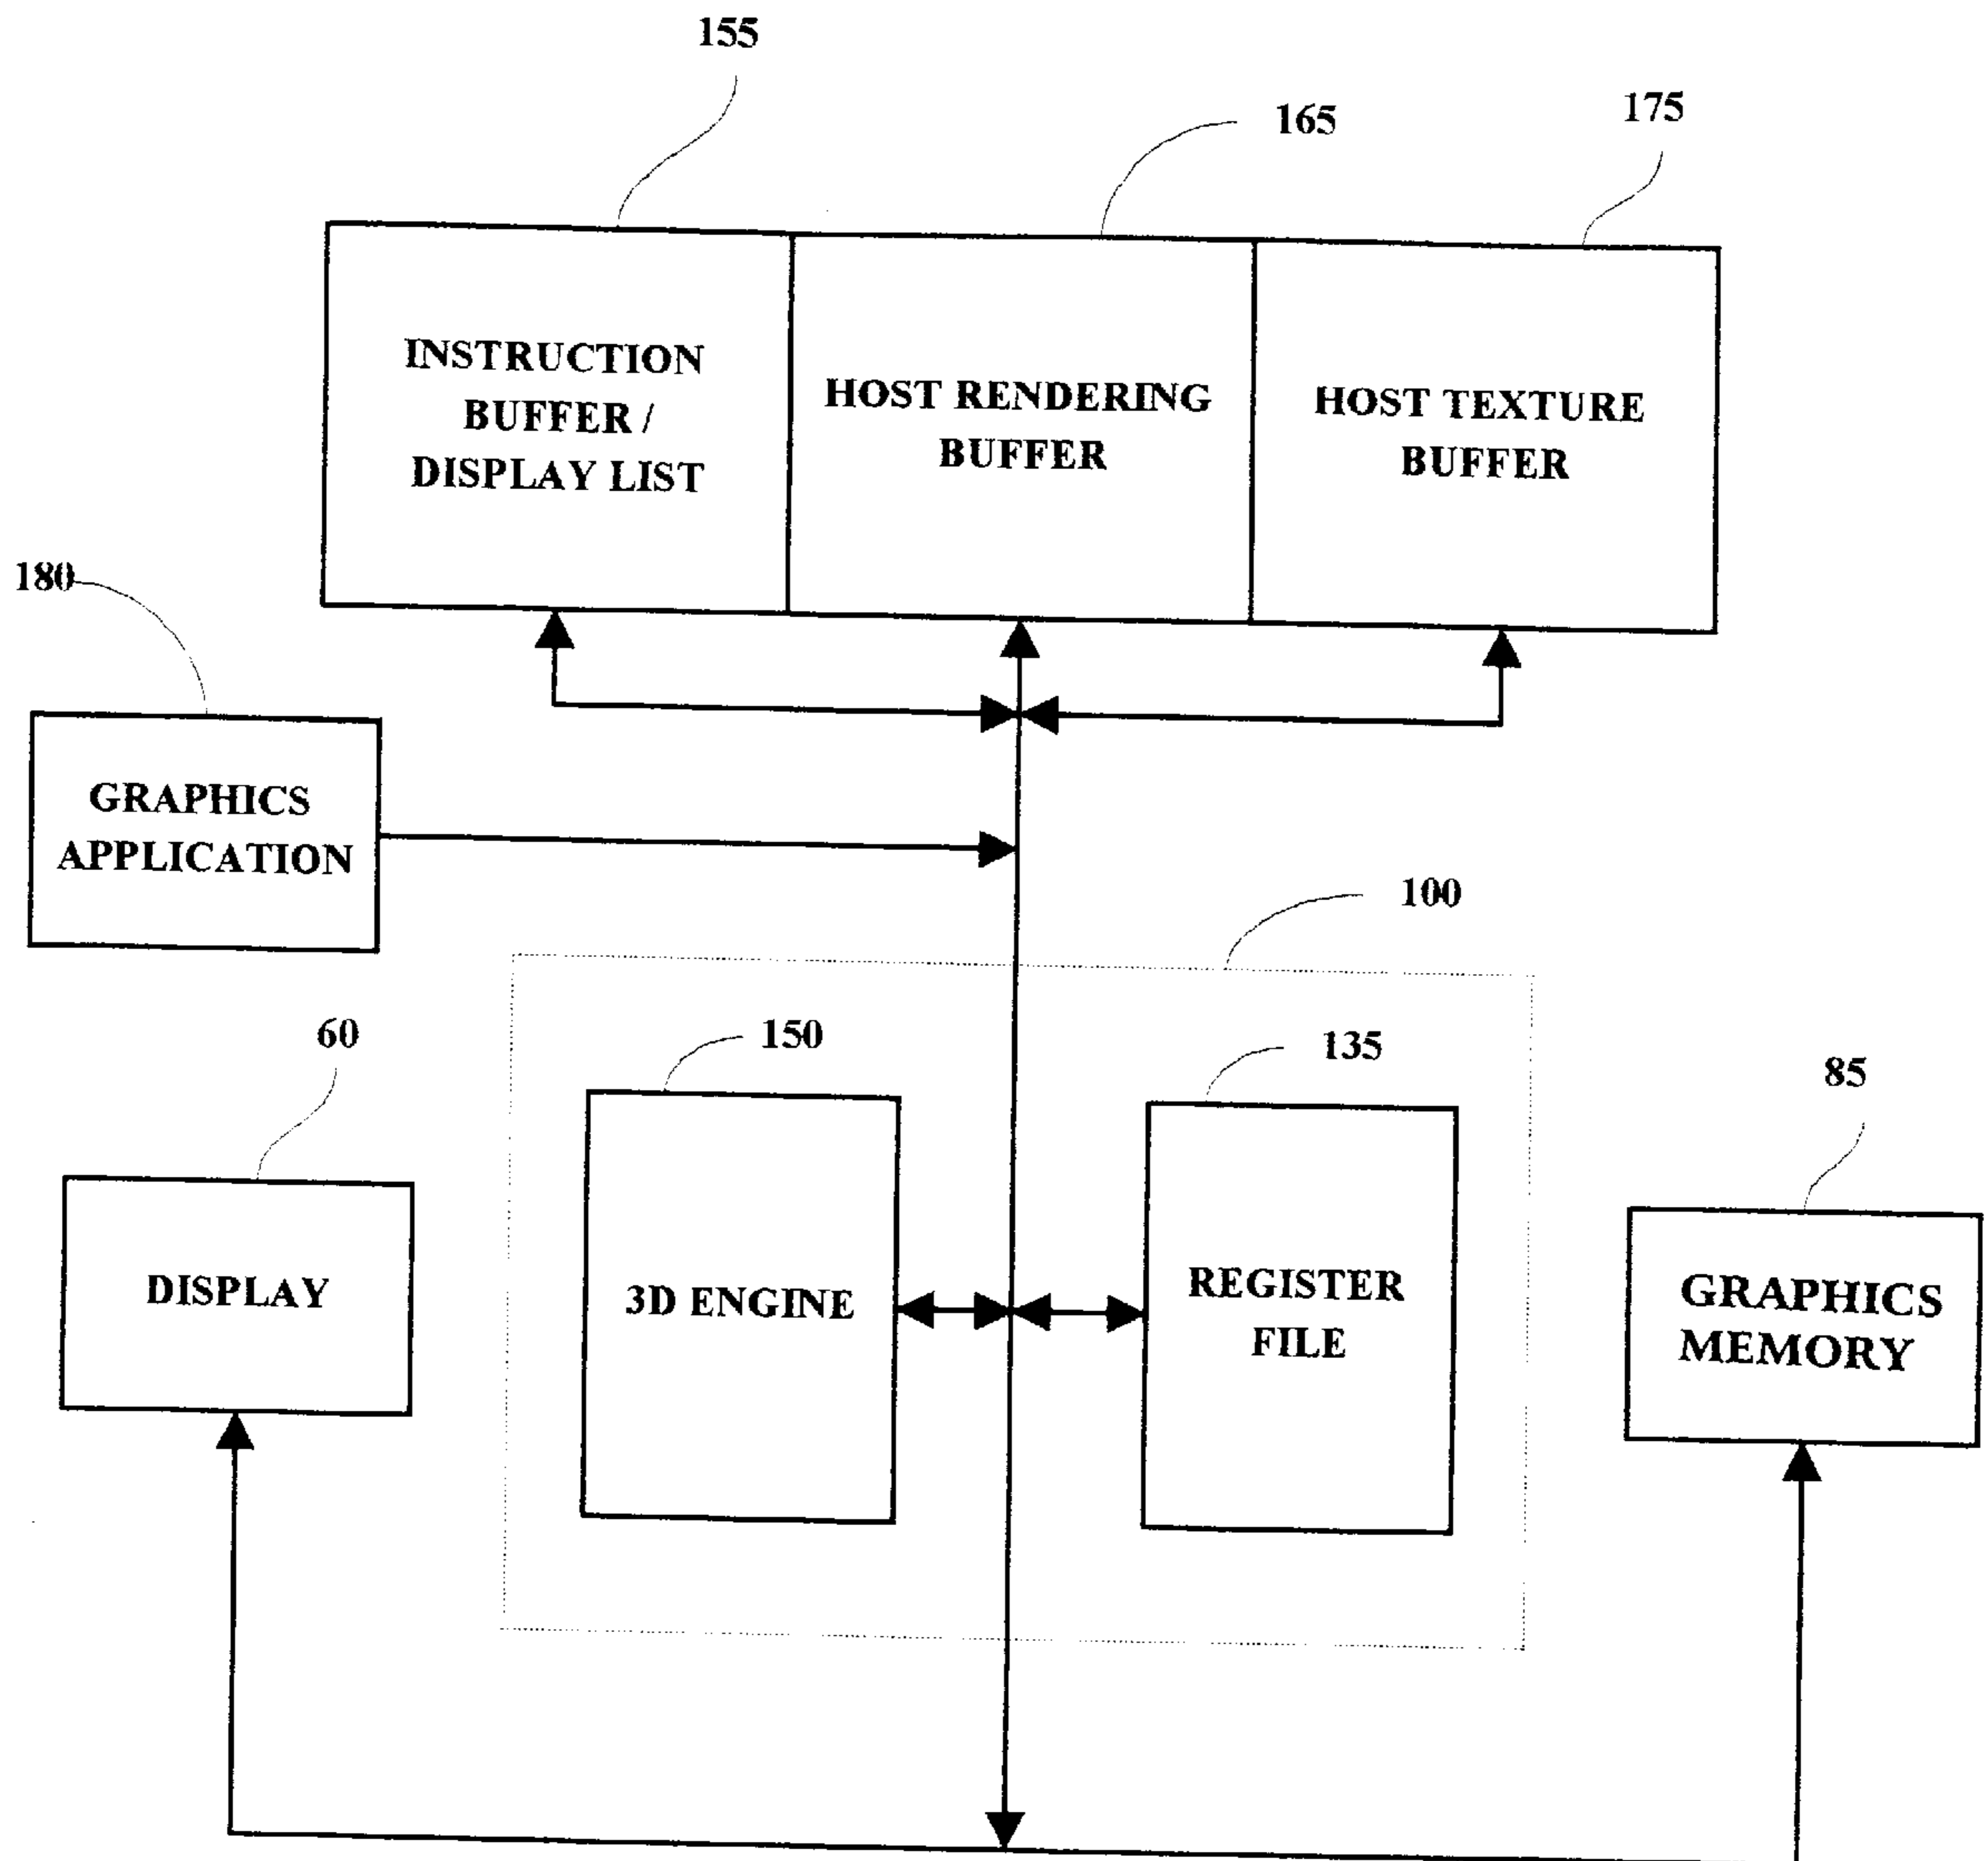 155
165
175
INSTRUCTION
BUFFER /
DISPLAY LIST
HOST RENDERING
BUFFER
HOST TEXTURE
BUFFER
180
GRAPHICS
APPLICATION
100
60
150
135
85
DISPLAY
3D ENGINE
REGISTER
FILE
GRAPHICS
MEMORY